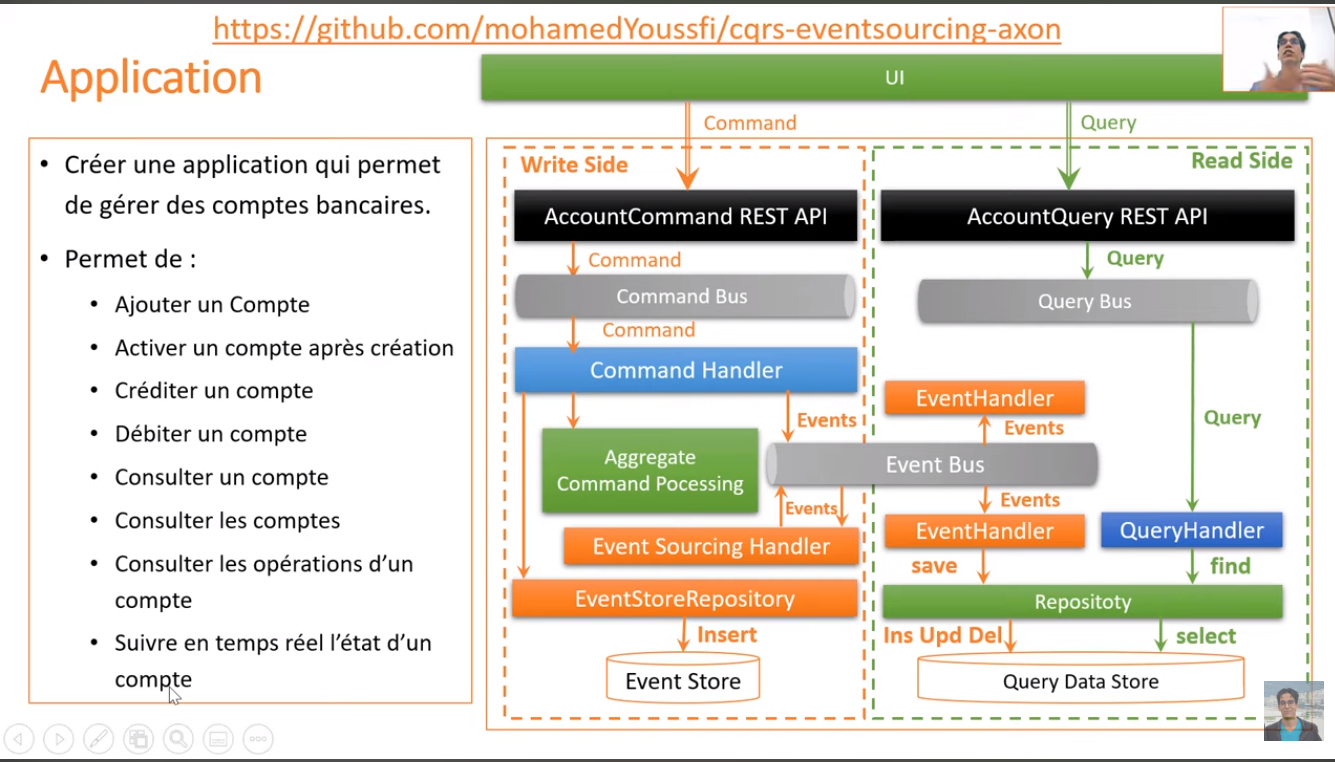 https://github.com/mohamedYoussfi/cqrs-eventsourcing-axon
Application
• Créer une application qui permet
de gérer des comptes bancaires.
• Permet de :
• Ajouter un Compte
• Activer un compte après création
• Créditer un compte
• Débiter un compte
• Consulter un compte
• Consulter les comptes
• Consulter les opérations d’un
compte
• Suivre en temps réel l’état d’un
compte
UI
Command
Query
Write Side
AccountCommand REST API
Command
Command Bus
Command
Command Handler
Events
Aggregate
Command Pocessing
Events
Event Sourcing Handler
EventStoreRepository
Insert
Event Store
Read Side
AccountQuery REST API
Query
Query Bus
EventHandler
Events
Query
Event Bus
Events
EventHandler
QueryHandler
save
find
Repositoty
Ins Upd Del
select
Query Data Store